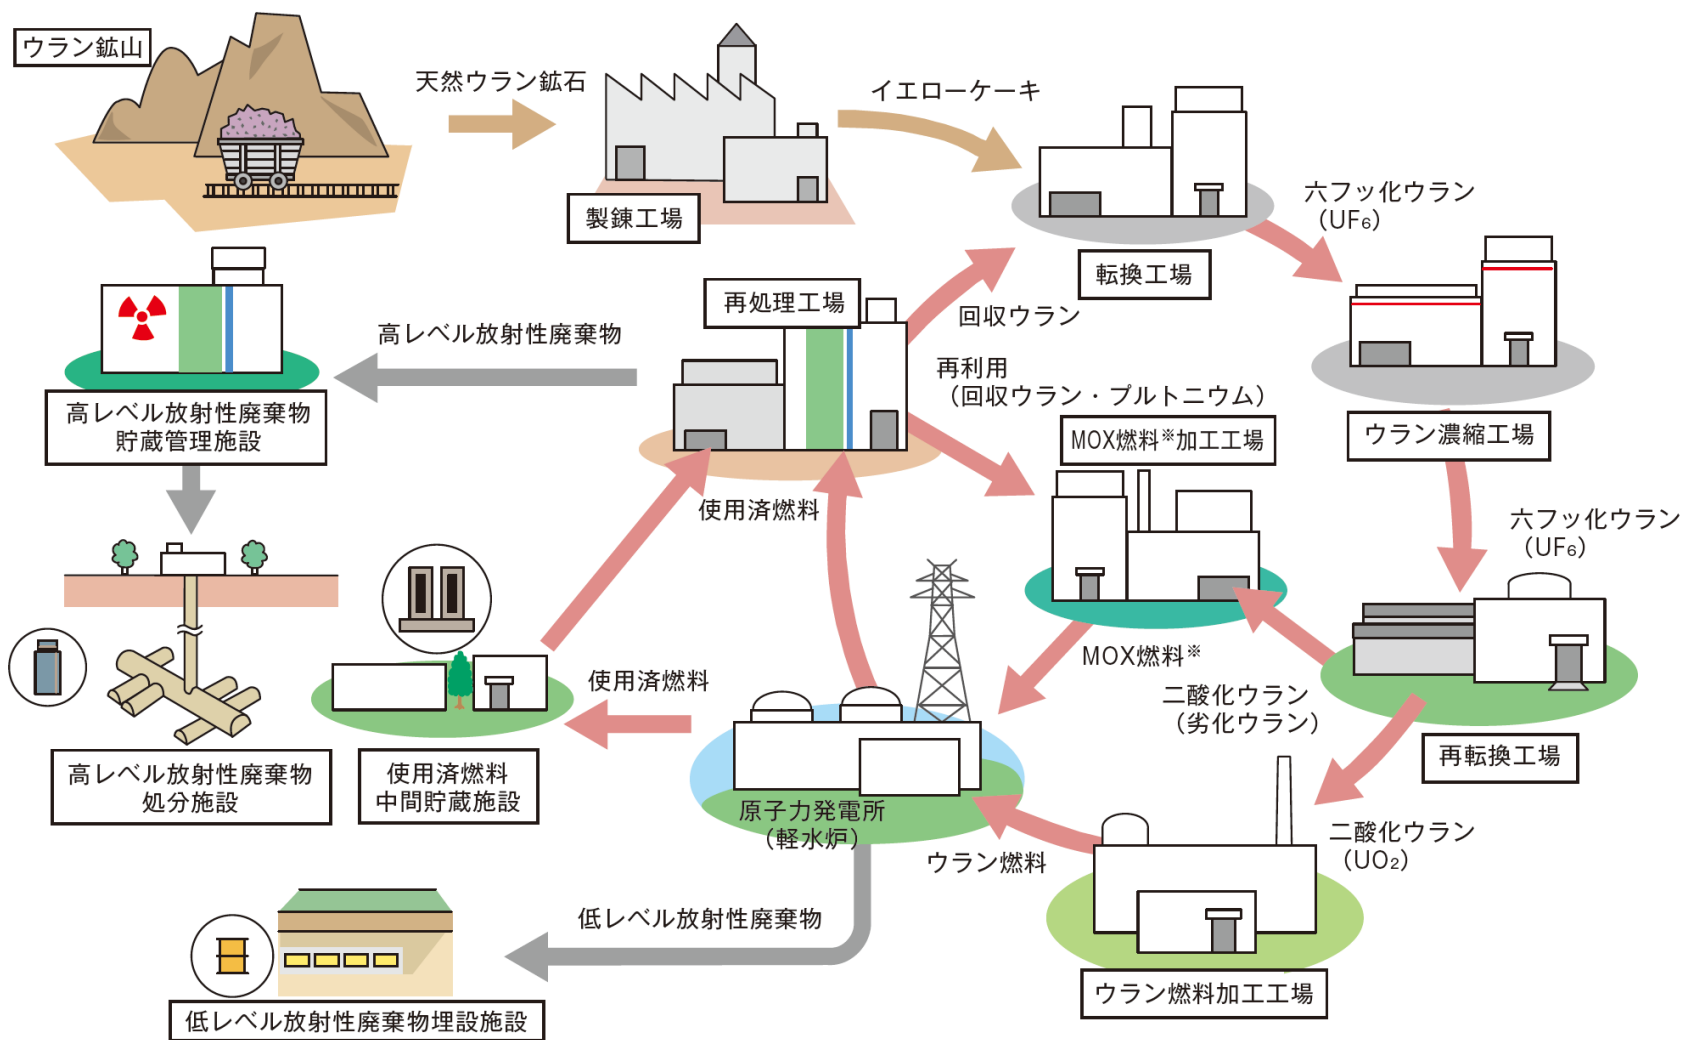 ウラン鉱山
天然ウラン鉱石
イエローケーキ
製錬工場
六フッ化ウラン
（UF₆）
転換工場
再処理工場
回収ウラン
高レベル放射性廃棄物
再利用
（回収ウラン・プルトニウム）
高レベル放射性廃棄物
貯蔵管理施設
MOX燃料※加工工場
ウラン濃縮工場
使用済燃料
六フッ化ウラン
（UF₆）
MOX燃料※
使用済燃料
二酸化ウラン
（劣化ウラン）
再転換工場
高レベル放射性廃棄物
処分施設
使用済燃料
中間貯蔵施設
原子力発電所
（軽水炉）
二酸化ウラン
（UO₂）
ウラン燃料
低レベル放射性廃棄物
ウラン燃料加工工場
低レベル放射性廃棄物埋設施設